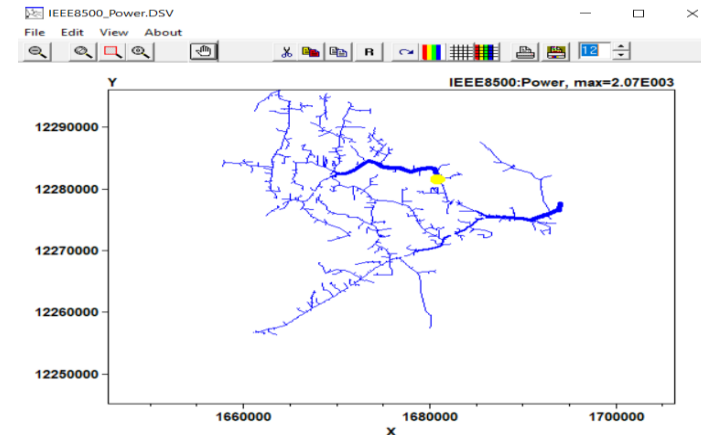 IEEE8500_Power.DSV
File Edit View About
R 12
Y IEEE8500:Power, max=2.07E003
12290000
12280000
12270000
12260000
12250000
1660000 1680000 1700000
X